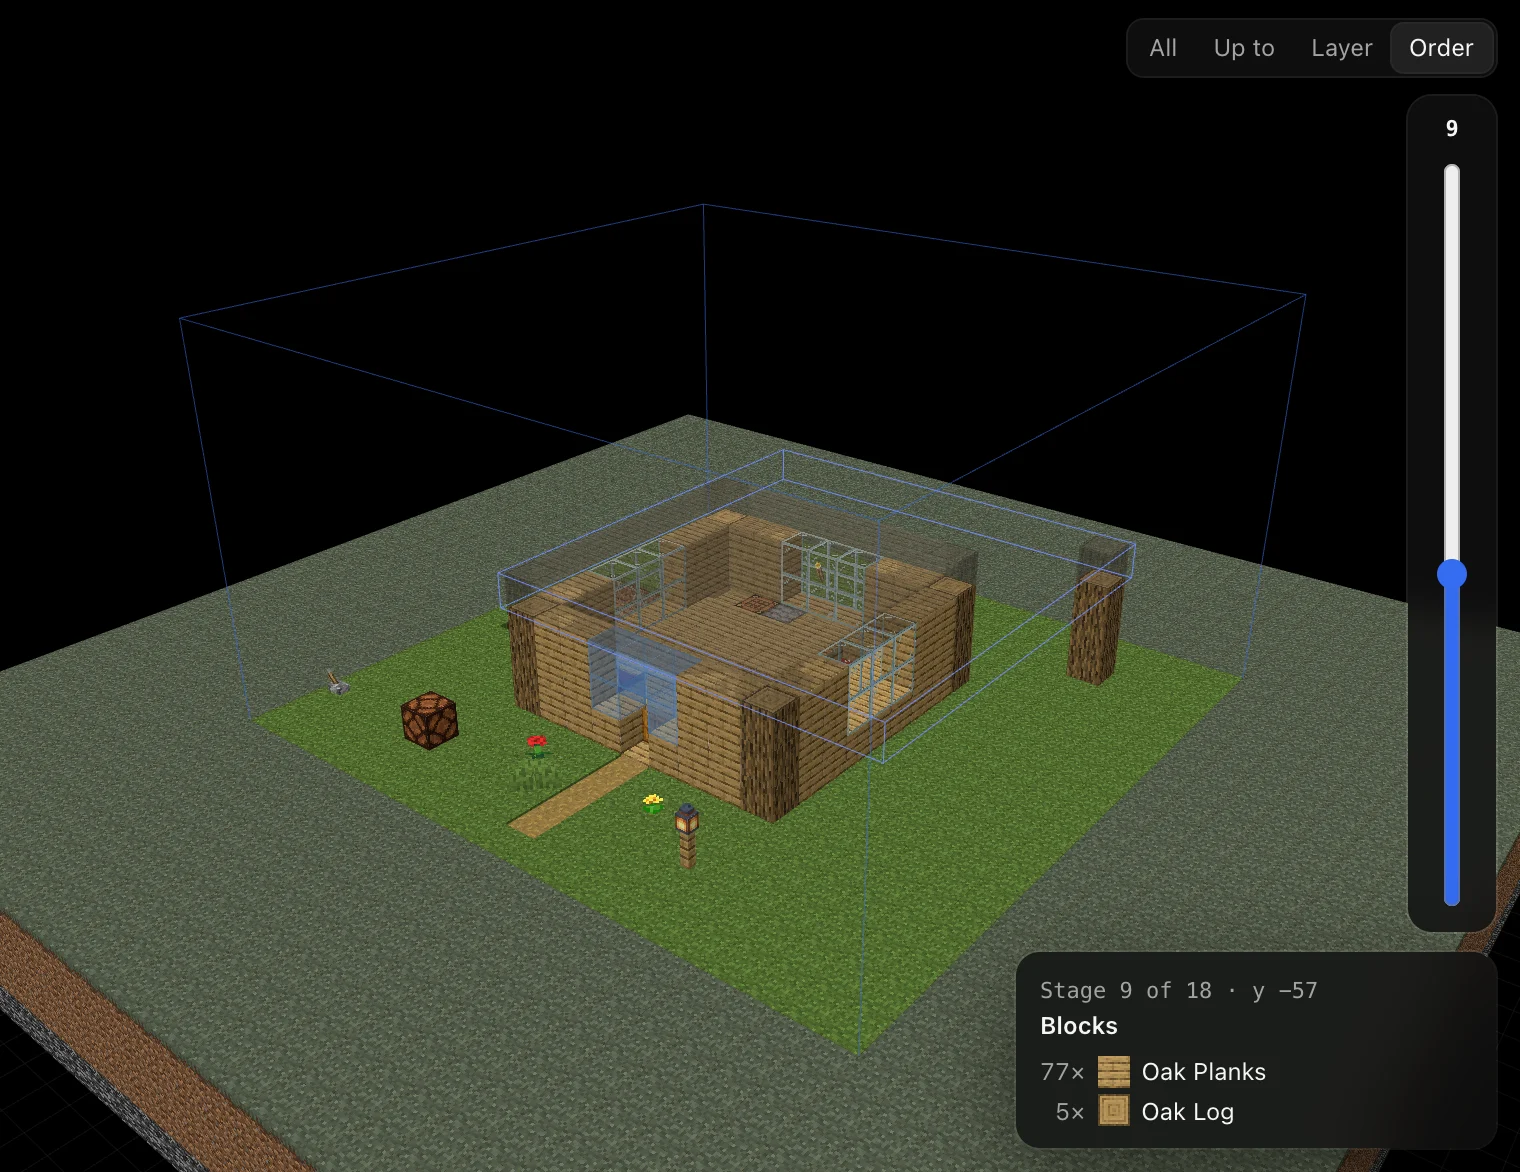 All Up to Layer Order
9
Stage 9 of 18 · y −57
Blocks
77× Oak Planks
5× Oak Log